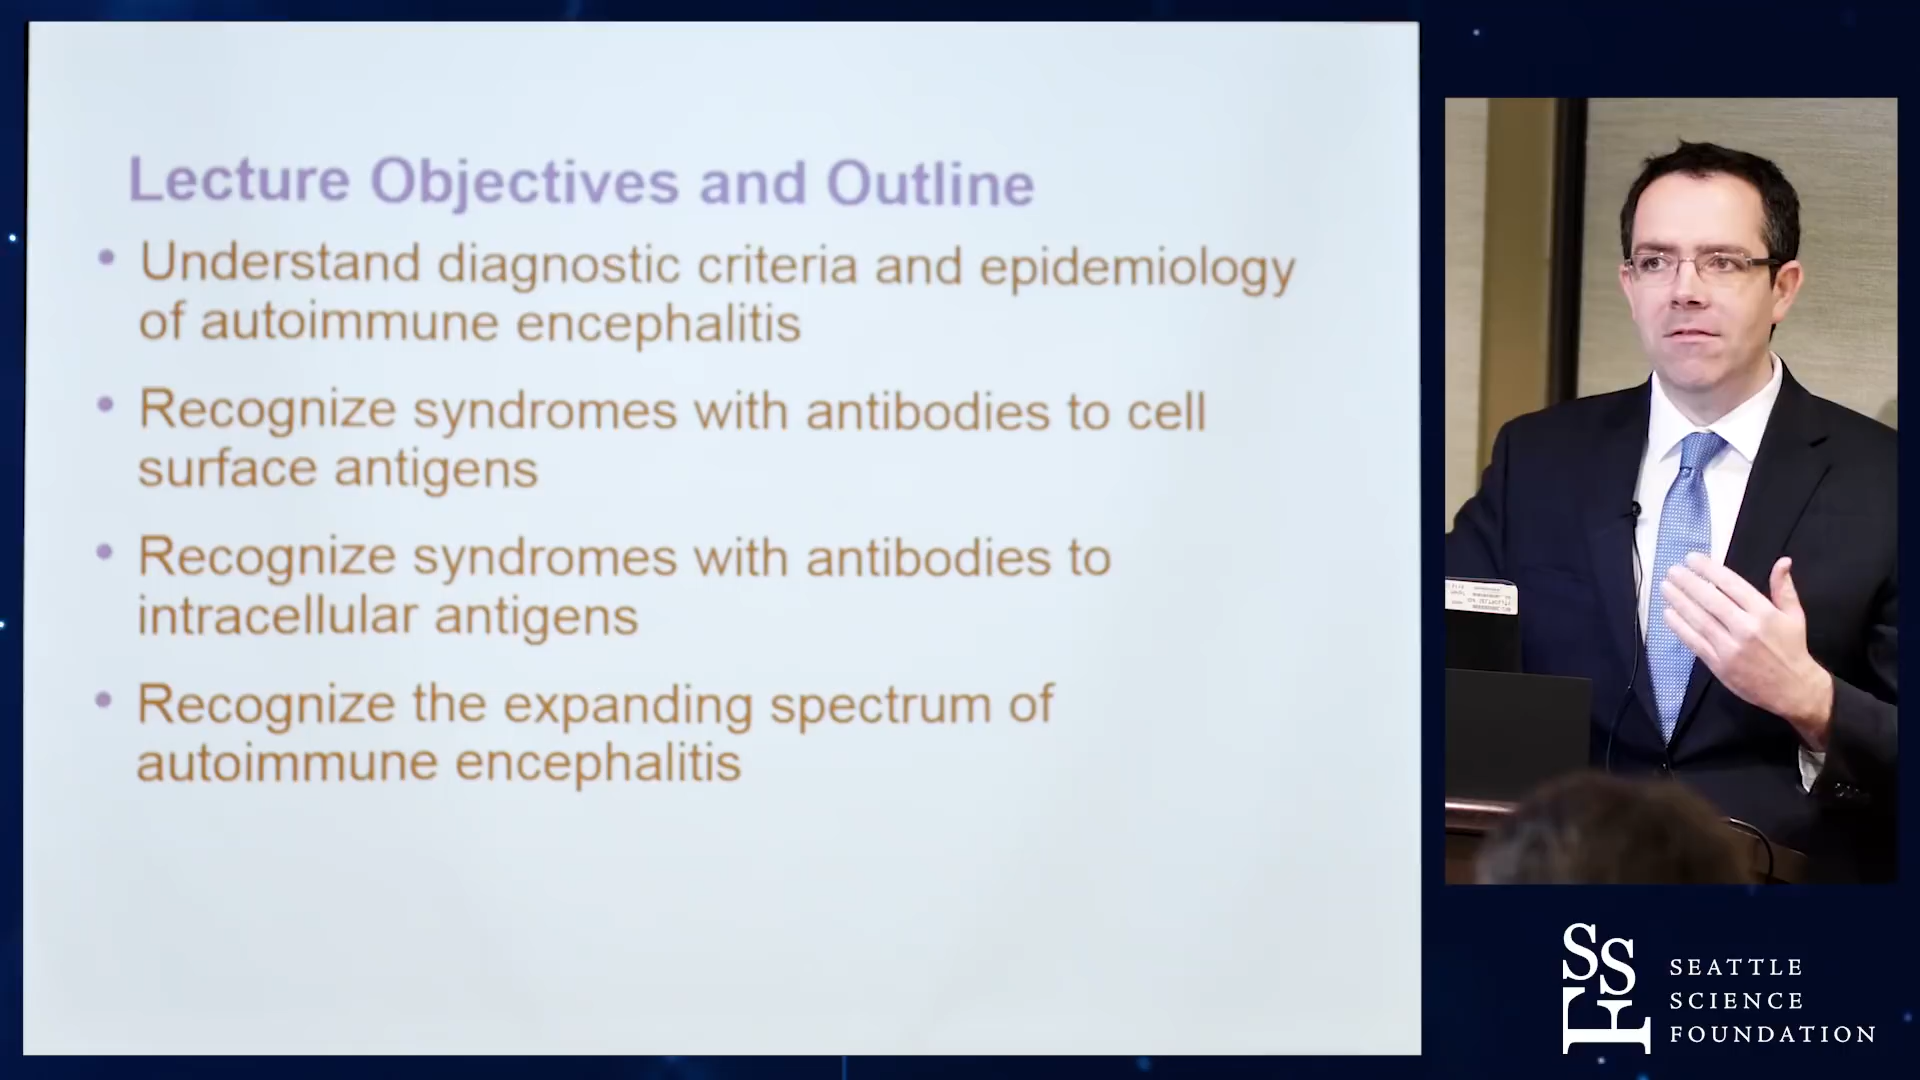 Lecture Objectives and Outline
• Understand diagnostic criteria and epidemiology
of autoimmune encephalitis
• Recognize syndromes with antibodies to cell
surface antigens
• Recognize syndromes with antibodies to
intracellular antigens
• Recognize the expanding spectrum of
autoimmune encephalitis
SSF
SEATTLE
SCIENCE
FOUNDATION